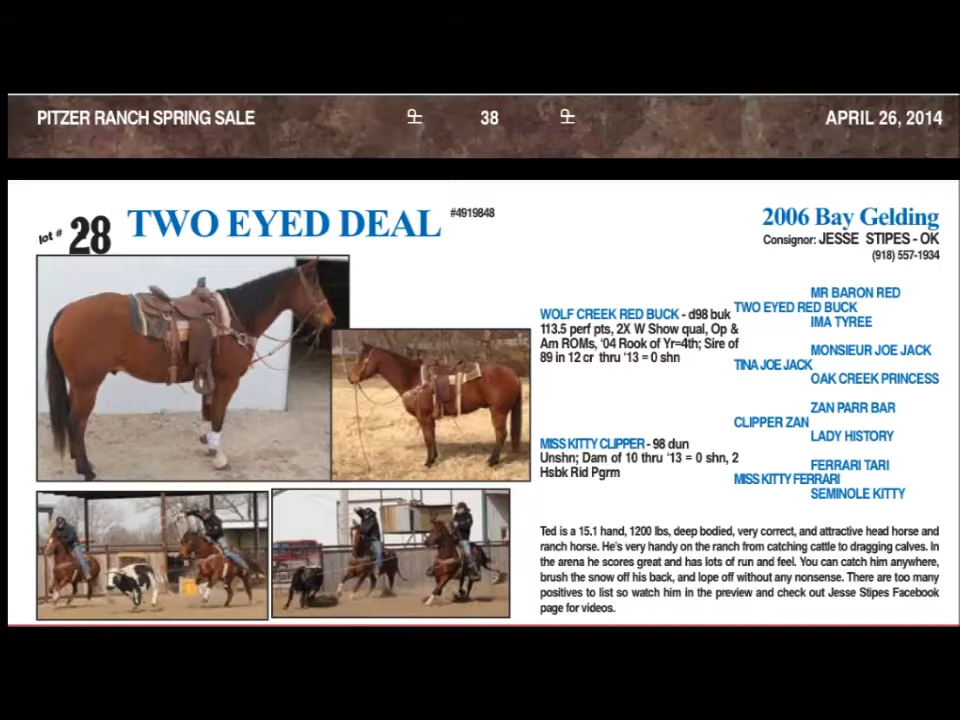 PITZER RANCH SPRING SALE
38
APRIL 26, 2014
lot # 28
TWO EYED DEAL
#4919848
2006 Bay Gelding
Consignor: JESSE STIPES - OK
(918) 557-1934
WOLF CREEK RED BUCK - d98 buk
113.5 perf pts, 2X W Show qual, Op &
Am ROMs, '04 Rook of Yr=4th; Sire of
89 in 12 cr thru '13 = 0 shn
MISS KITTY CLIPPER - 98 dun
Unshn; Dam of 10 thru '13 = 0 shn, 2
Hsbk Rid Pgrm
MR BARON RED
TWO EYED RED BUCK
IMA TYREE
MONSIEUR JOE JACK
TINA JOE JACK
OAK CREEK PRINCESS
ZAN PARR BAR
CLIPPER ZAN
LADY HISTORY
FERRARI TARI
MISS KITTY FERRARI
SEMINOLE KITTY
Ted is a 15.1 hand, 1200 lbs, deep bodied, very correct, and attractive head horse and
ranch horse. He's very handy on the ranch from catching cattle to dragging calves. In
the arena he scores great and has lots of run and feel. You can catch him anywhere,
brush the snow off his back, and lope off without any nonsense. There are too many
positives to list so watch him in the preview and check out Jesse Stipes Facebook
page for videos.